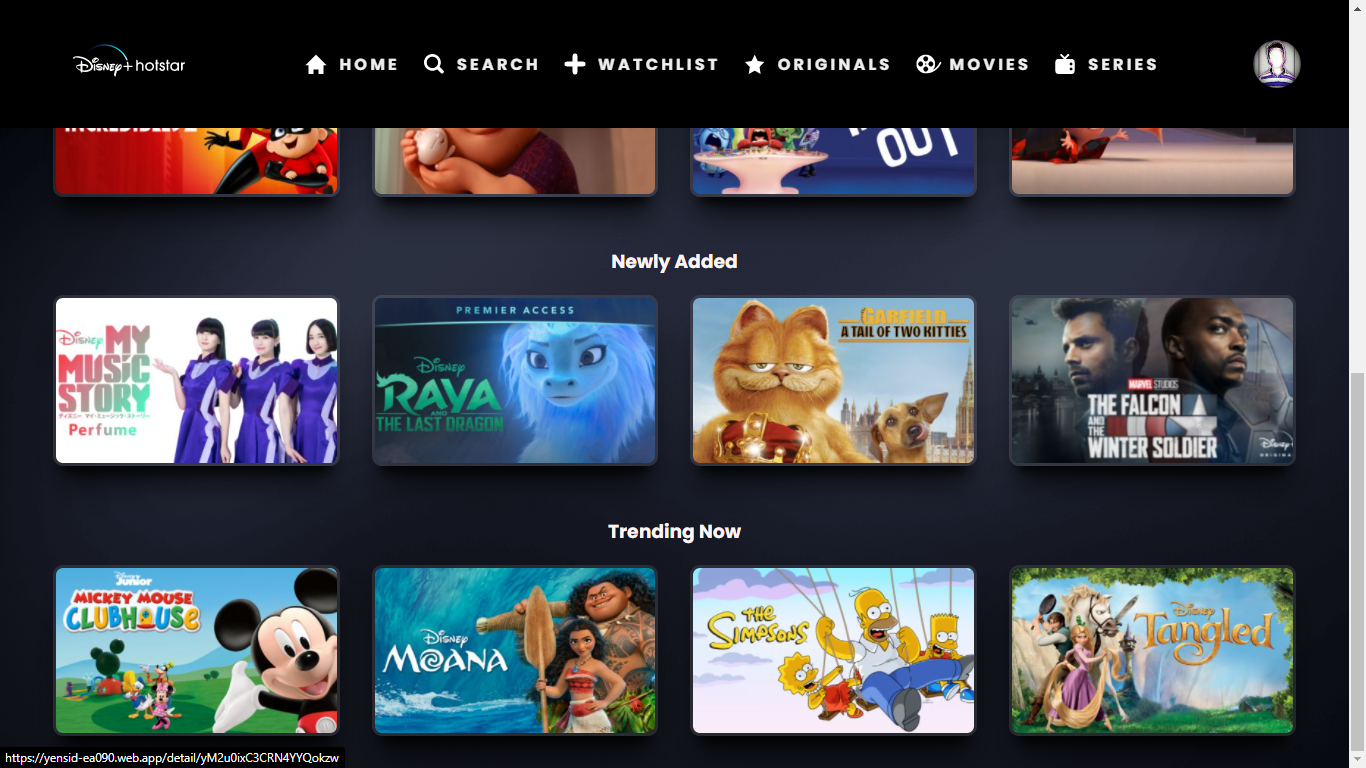 Disney+ hotstar
HOME
SEARCH
WATCHLIST
ORIGINALS
MOVIES
SERIES
OUT
Newly Added
Disney
MY
MUSIC
STORY
ディズニー マイ・ミュージック・ストーリー
Perfume
PREMIER ACCESS
Disney
RAYA
AND
THE LAST DRAGON
GARFIELD
A TAIL OF TWO KITTIES
MARVEL STUDIOS
THE FALCON
AND THE
WINTER SOLDIER
Disney+
ORIGINAL
Trending Now
Disney Junior
MICKEY MOUSE
CLUBHOUSE
Disney
MOANA
THE
SIMPSONS
Disney
Tangled
https://yensid-ea090.web.app/detail/yM2u0ixC3CRN4YYQokzw